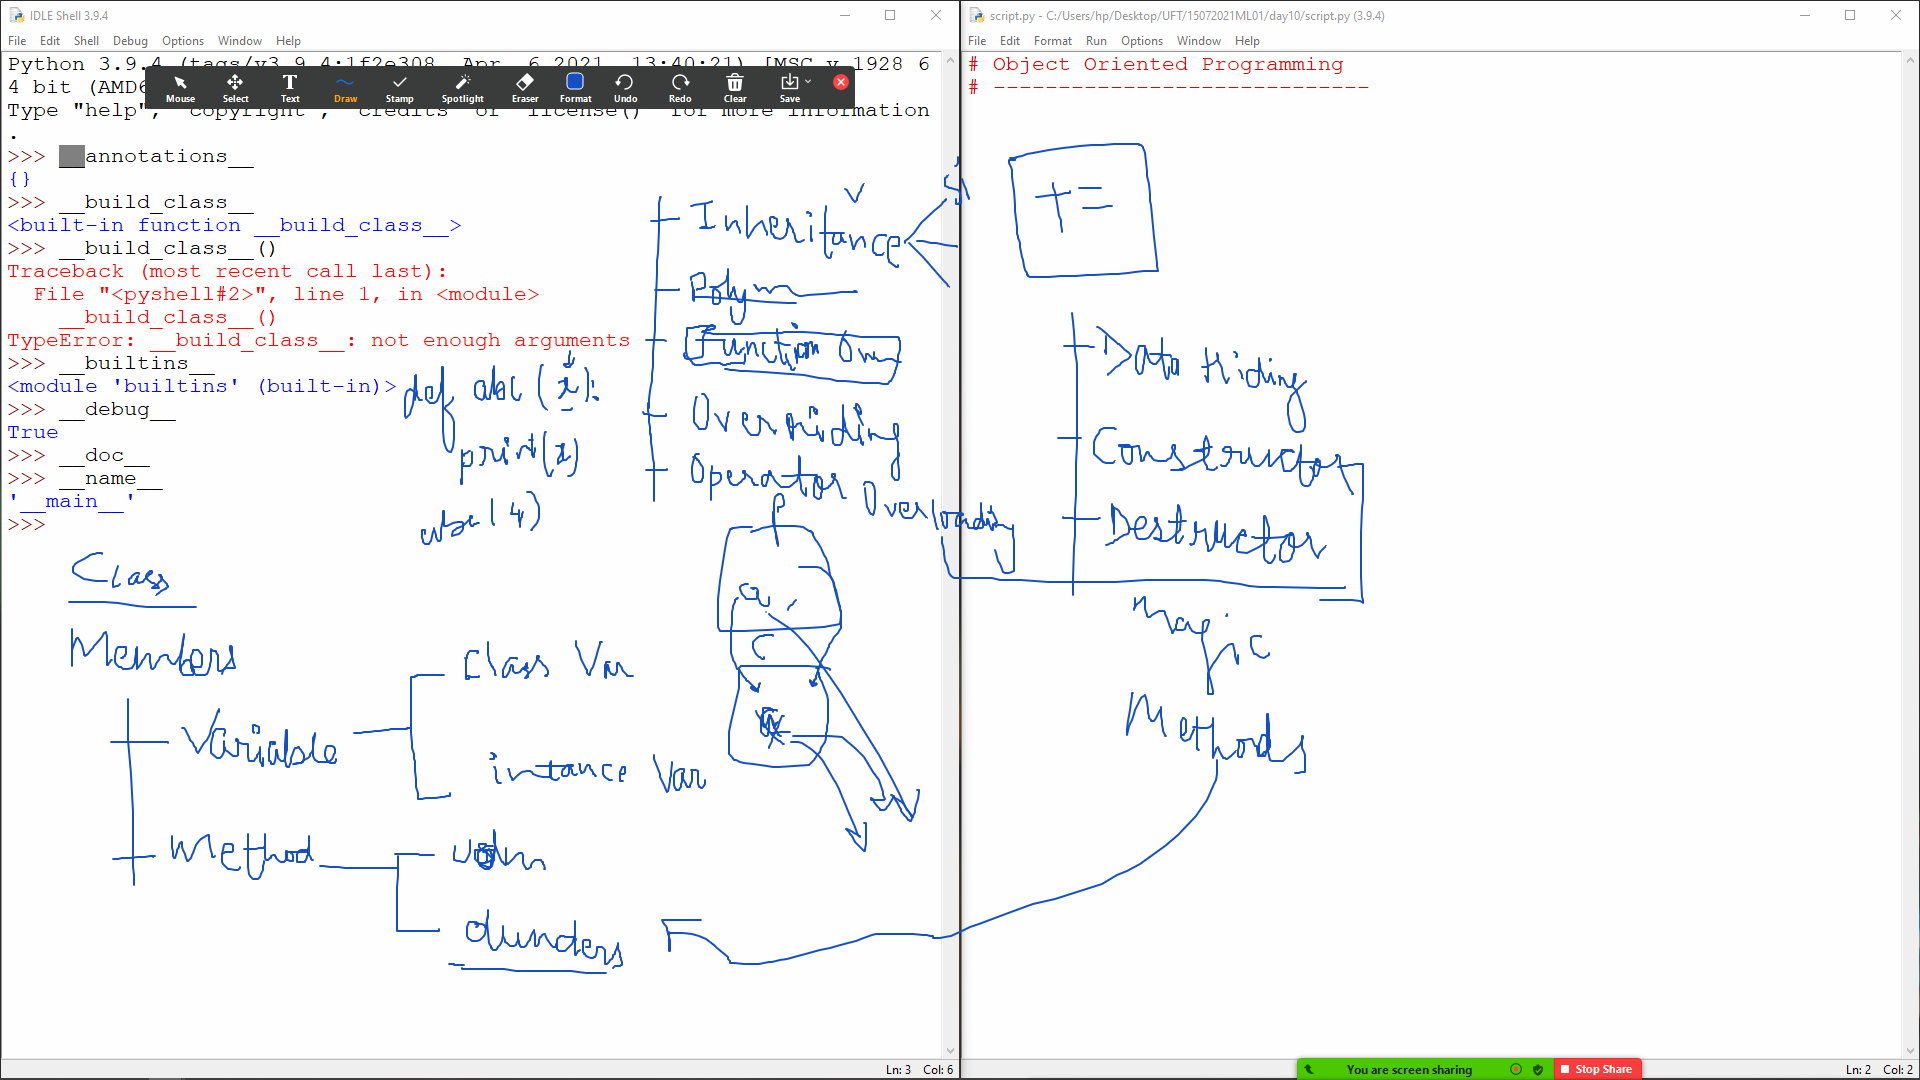 IDLE Shell 3.9.4
File Edit Shell Debug Options Window Help
Python 3.9.4 (tags/v3.9.4:1f2e308, Apr 6 2021, 13:40:21) [MSC v.1928 6
4 bit (AMD6
Mouse Select Text Draw Stamp Spotlight Eraser Format Undo Redo Clear Save
Type "help", "copyright", "credits" or "license()" for more information
.
>>> __annotations__
{}
>>> __build_class__
<built-in function __build_class__>
>>> __build_class__()
Traceback (most recent call last):
  File "<pyshell#2>", line 1, in <module>
    __build_class__()
TypeError: __build_class__: not enough arguments
>>> __builtins__
<module 'builtins' (built-in)>
>>> __debug__
True
>>> __doc__
>>> __name__
'__main__'
>>>
Inheritance
Polym
Function Ov
Overriding
Operator Overloading
def abc (x):
print(x)
abc(4)
P
a
C
Class
Members
Variable
Class Var
intance Var
Method
dunders
Ln: 3 Col: 6
script.py - C:/Users/hp/Desktop/UFT/15072021ML01/day10/script.py (3.9.4)
File Edit Format Run Options Window Help
# Object Oriented Programming
# -----------------------------
+=
Data Hiding
Constructor
Destructor
Magic
Methods
You are screen sharing Stop Share
Ln: 2 Col: 2